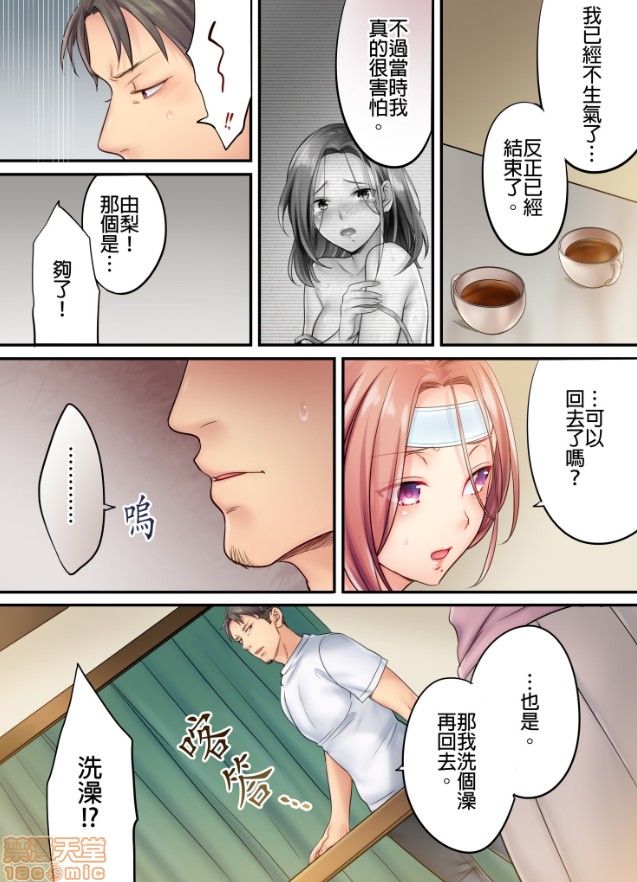 我已經不生氣了…
反正已經
結束了。
不過當時我
真的很害怕。
由梨！
那個是…
夠了！
…可以
回去了嗎？
…………
嗚
…也是。
那我洗個澡
再回去。
喀答…
洗澡!?
禁漫天堂
18COMIC